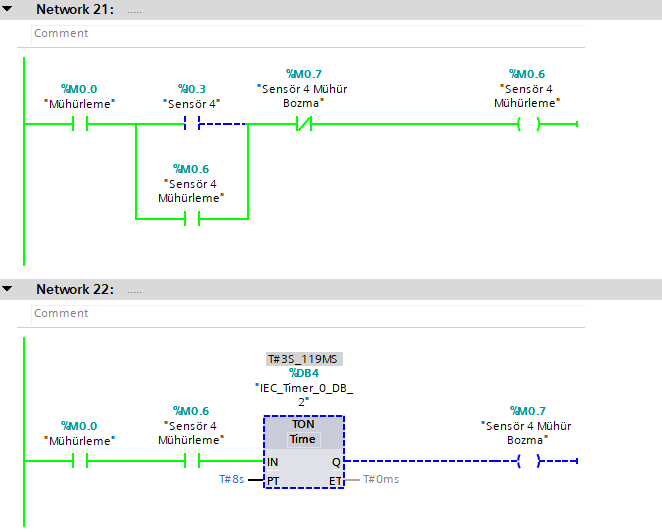 Network 21: .....
Comment
%M0.0 %I0.3 %M0.7 %M0.6
"Mühürleme" "Sensör 4" "Sensör 4 Mühür "Sensör 4
Bozma" Mühürleme"
%M0.6
"Sensör 4
Mühürleme"
Network 22: .....
Comment
T#3S_119MS
%DB4
"IEC_Timer_0_DB_
2"
%M0.0 %M0.6 TON %M0.7
"Mühürleme" "Sensör 4 Time "Sensör 4 Mühür
Mühürleme" Bozma"
IN Q
T#8s PT ET T#0ms